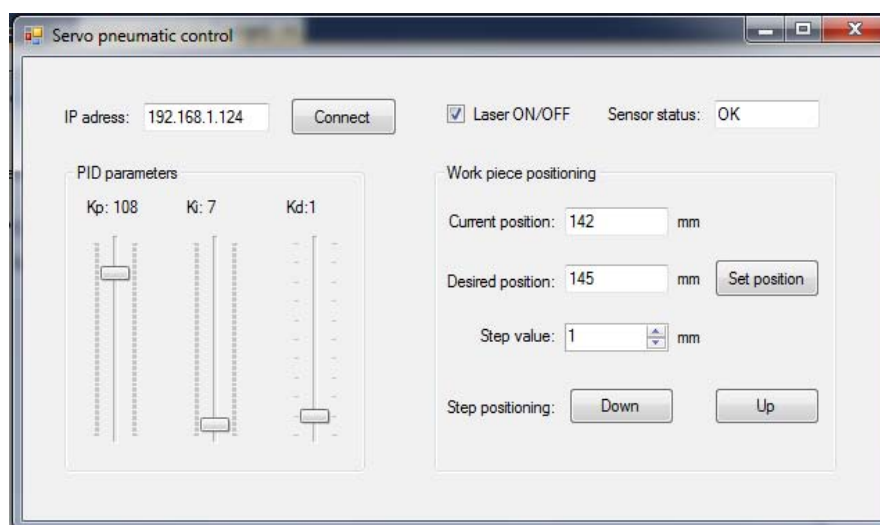 Servo pneumatic control
IP adress: 192.168.1.124 Connect
Laser ON/OFF Sensor status: OK
PID parameters
Kp: 108 Ki: 7 Kd:1
Work piece positioning
Current position: 142 mm
Desired position: 145 mm Set position
Step value: 1 mm
Step positioning: Down Up